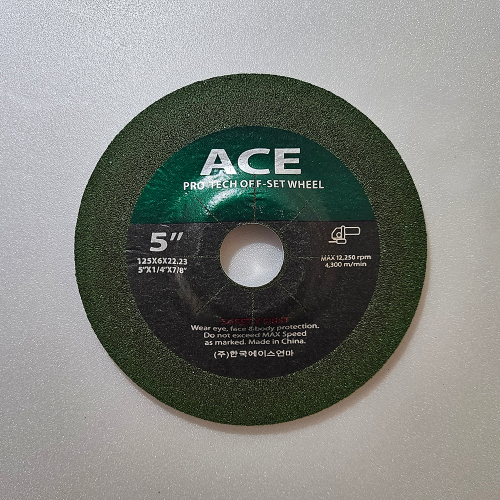 ACE
PRO-TECH OFF-SET WHEEL
5"
125X6X22.23
5"X1/4"X7/8"
MAX 12,250 rpm
4,300 m/min
Wear eye, face & body protection.
Do not exceed MAX Speed
as marked. Made in China.
(주)한국에이스연마